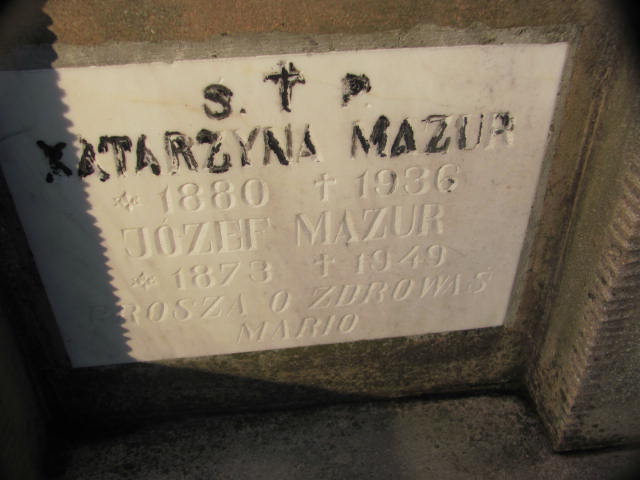 Ś. † P.
KATARZYNA MAZUR
* 1880 † 1936
JÓZEF MAZUR
* 1873 † 1949
PROSZĄ O ZDROWAŚ
MARIO